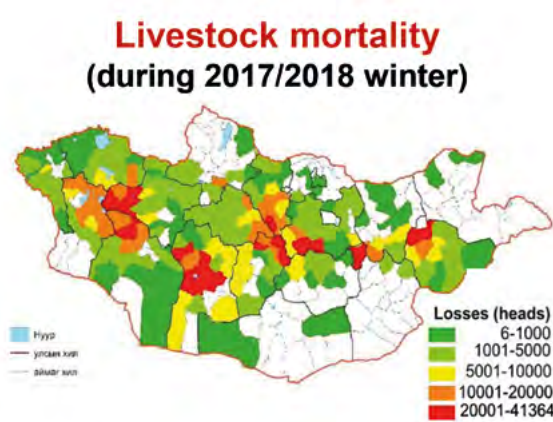 Livestock mortality
(during 2017/2018 winter)
Нуур
улсын хил
аймаг хил
Losses (heads)
6-1000
1001-5000
5001-10000
10001-20000
20001-41364